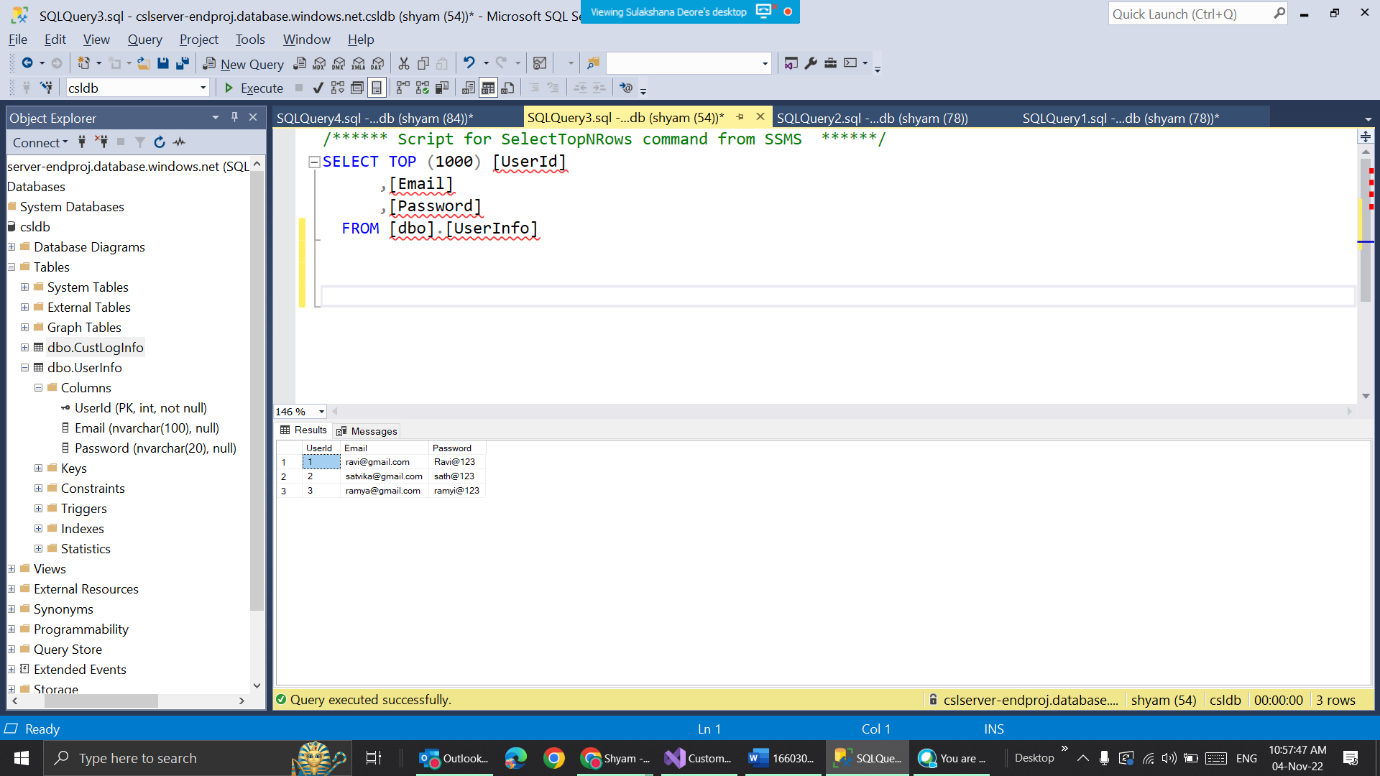 SQLQuery3.sql - cslserver-endproj.database.windows.net.csldb (shyam (54))* - Microsoft SQL Se
Viewing Sulakshana Deore's desktop
Quick Launch (Ctrl+Q)
File Edit View Query Project Tools Window Help
New Query
csldb Execute
Object Explorer
SQLQuery4.sql -...db (shyam (84))* SQLQuery3.sql -...db (shyam (54))* SQLQuery2.sql -...db (shyam (78)) SQLQuery1.sql -...db (shyam (78))*
Connect
server-endproj.database.windows.net (SQL
Databases
System Databases
csldb
Database Diagrams
Tables
System Tables
External Tables
Graph Tables
dbo.CustLogInfo
dbo.UserInfo
Columns
UserId (PK, int, not null)
Email (nvarchar(100), null)
Password (nvarchar(20), null)
Keys
Constraints
Triggers
Indexes
Statistics
Views
External Resources
Synonyms
Programmability
Query Store
Extended Events
Storage
/****** Script for SelectTopNRows command from SSMS ******/
SELECT TOP (1000) [UserId]
,[Email]
,[Password]
FROM [dbo].[UserInfo]
146 %
Results Messages
UserId Email Password
1 1 ravi@gmail.com Ravi@123
2 2 satvika@gmail.com sath@123
3 3 ramya@gmail.com ramyi@123
Query executed successfully. cslserver-endproj.database.... shyam (54) csldb 00:00:00 3 rows
Ready Ln 1 Col 1 INS
Type here to search Outlook... Shyam -... Custom... 166030... SQLQue... You are ... Desktop » ENG 10:57:47 AM
04-Nov-22